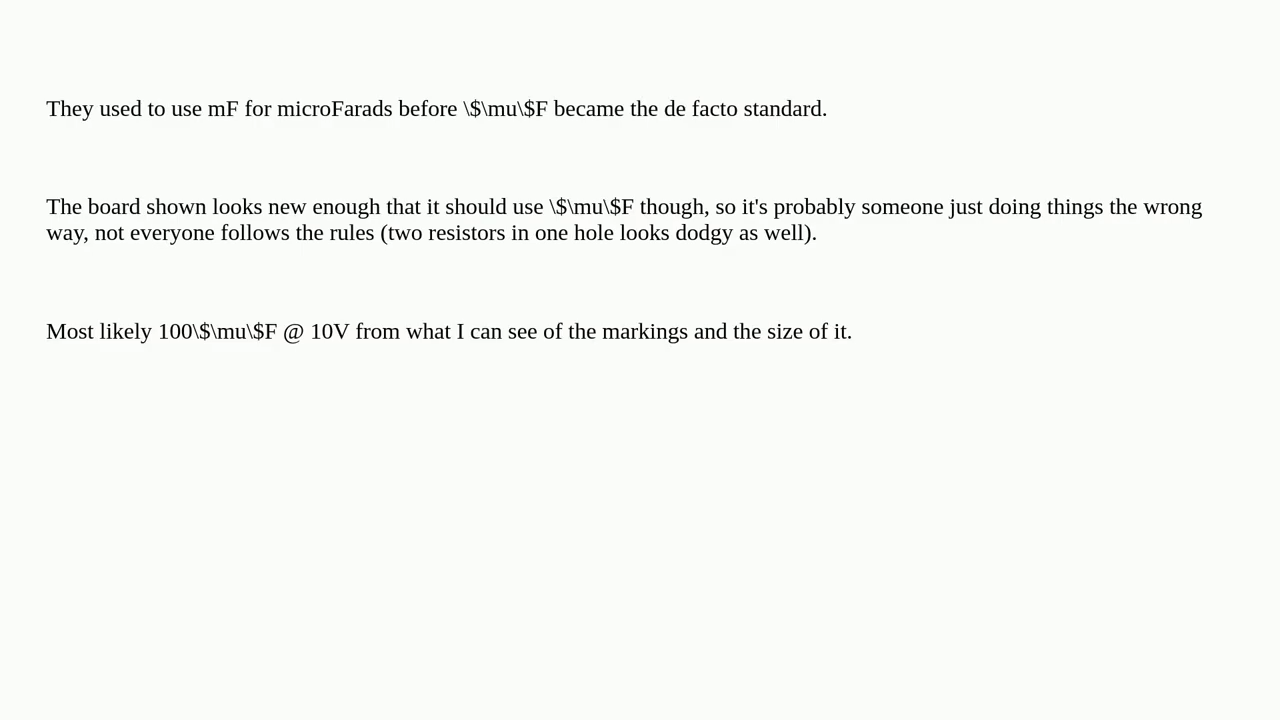 They used to use mF for microFarads before \$\mu\$F became the de facto standard.
The board shown looks new enough that it should use \$\mu\$F though, so it's probably someone just doing things the wrong
way, not everyone follows the rules (two resistors in one hole looks dodgy as well).
Most likely 100\$\mu\$F @ 10V from what I can see of the markings and the size of it.